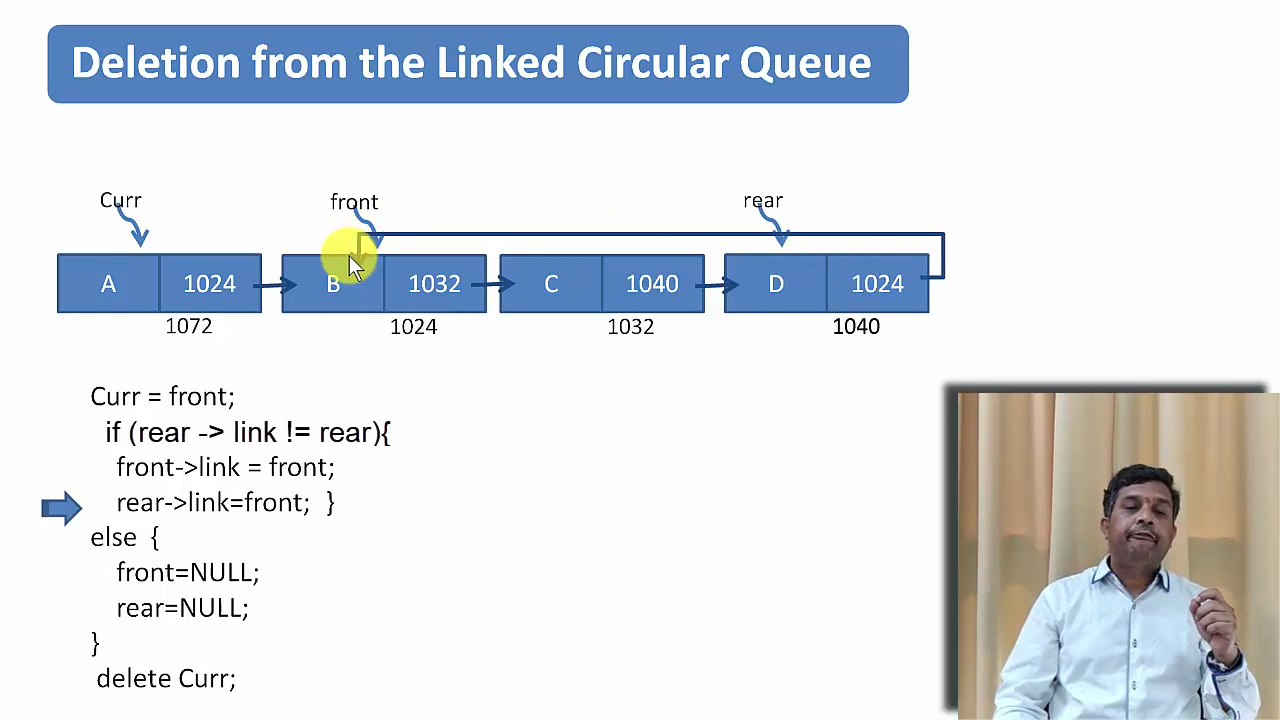 Deletion from the Linked Circular Queue
Curr front rear
A 1024 B 1032 C 1040 D 1024
1072 1024 1032 1040
Curr = front;
if (rear -> link != rear){
front->link = front;
rear->link=front; }
else {
front=NULL;
rear=NULL;
}
delete Curr;